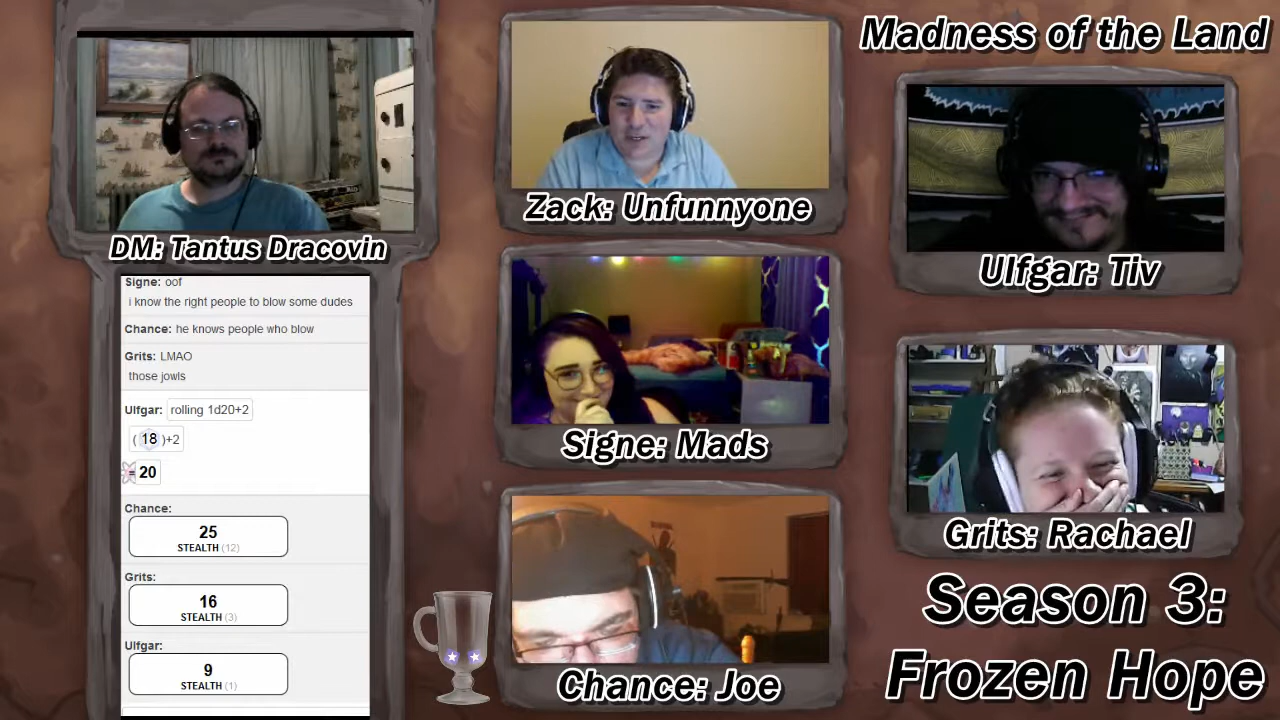 Madness of the Land
DM: Tantus Dracovin
Zack: Unfunnyone
Ulfgar: Tiv
Signe: Mads
Grits: Rachael
Chance: Joe
Season 3:
Frozen Hope
Signe: oof
i know the right people to blow some dudes
Chance: he knows people who blow
Grits: LMAO
those jowls
Ulfgar: rolling 1d20+2
( 18 )+2
= 20
Chance:
25
STEALTH (12)
Grits:
16
STEALTH (3)
Ulfgar:
9
STEALTH (1)